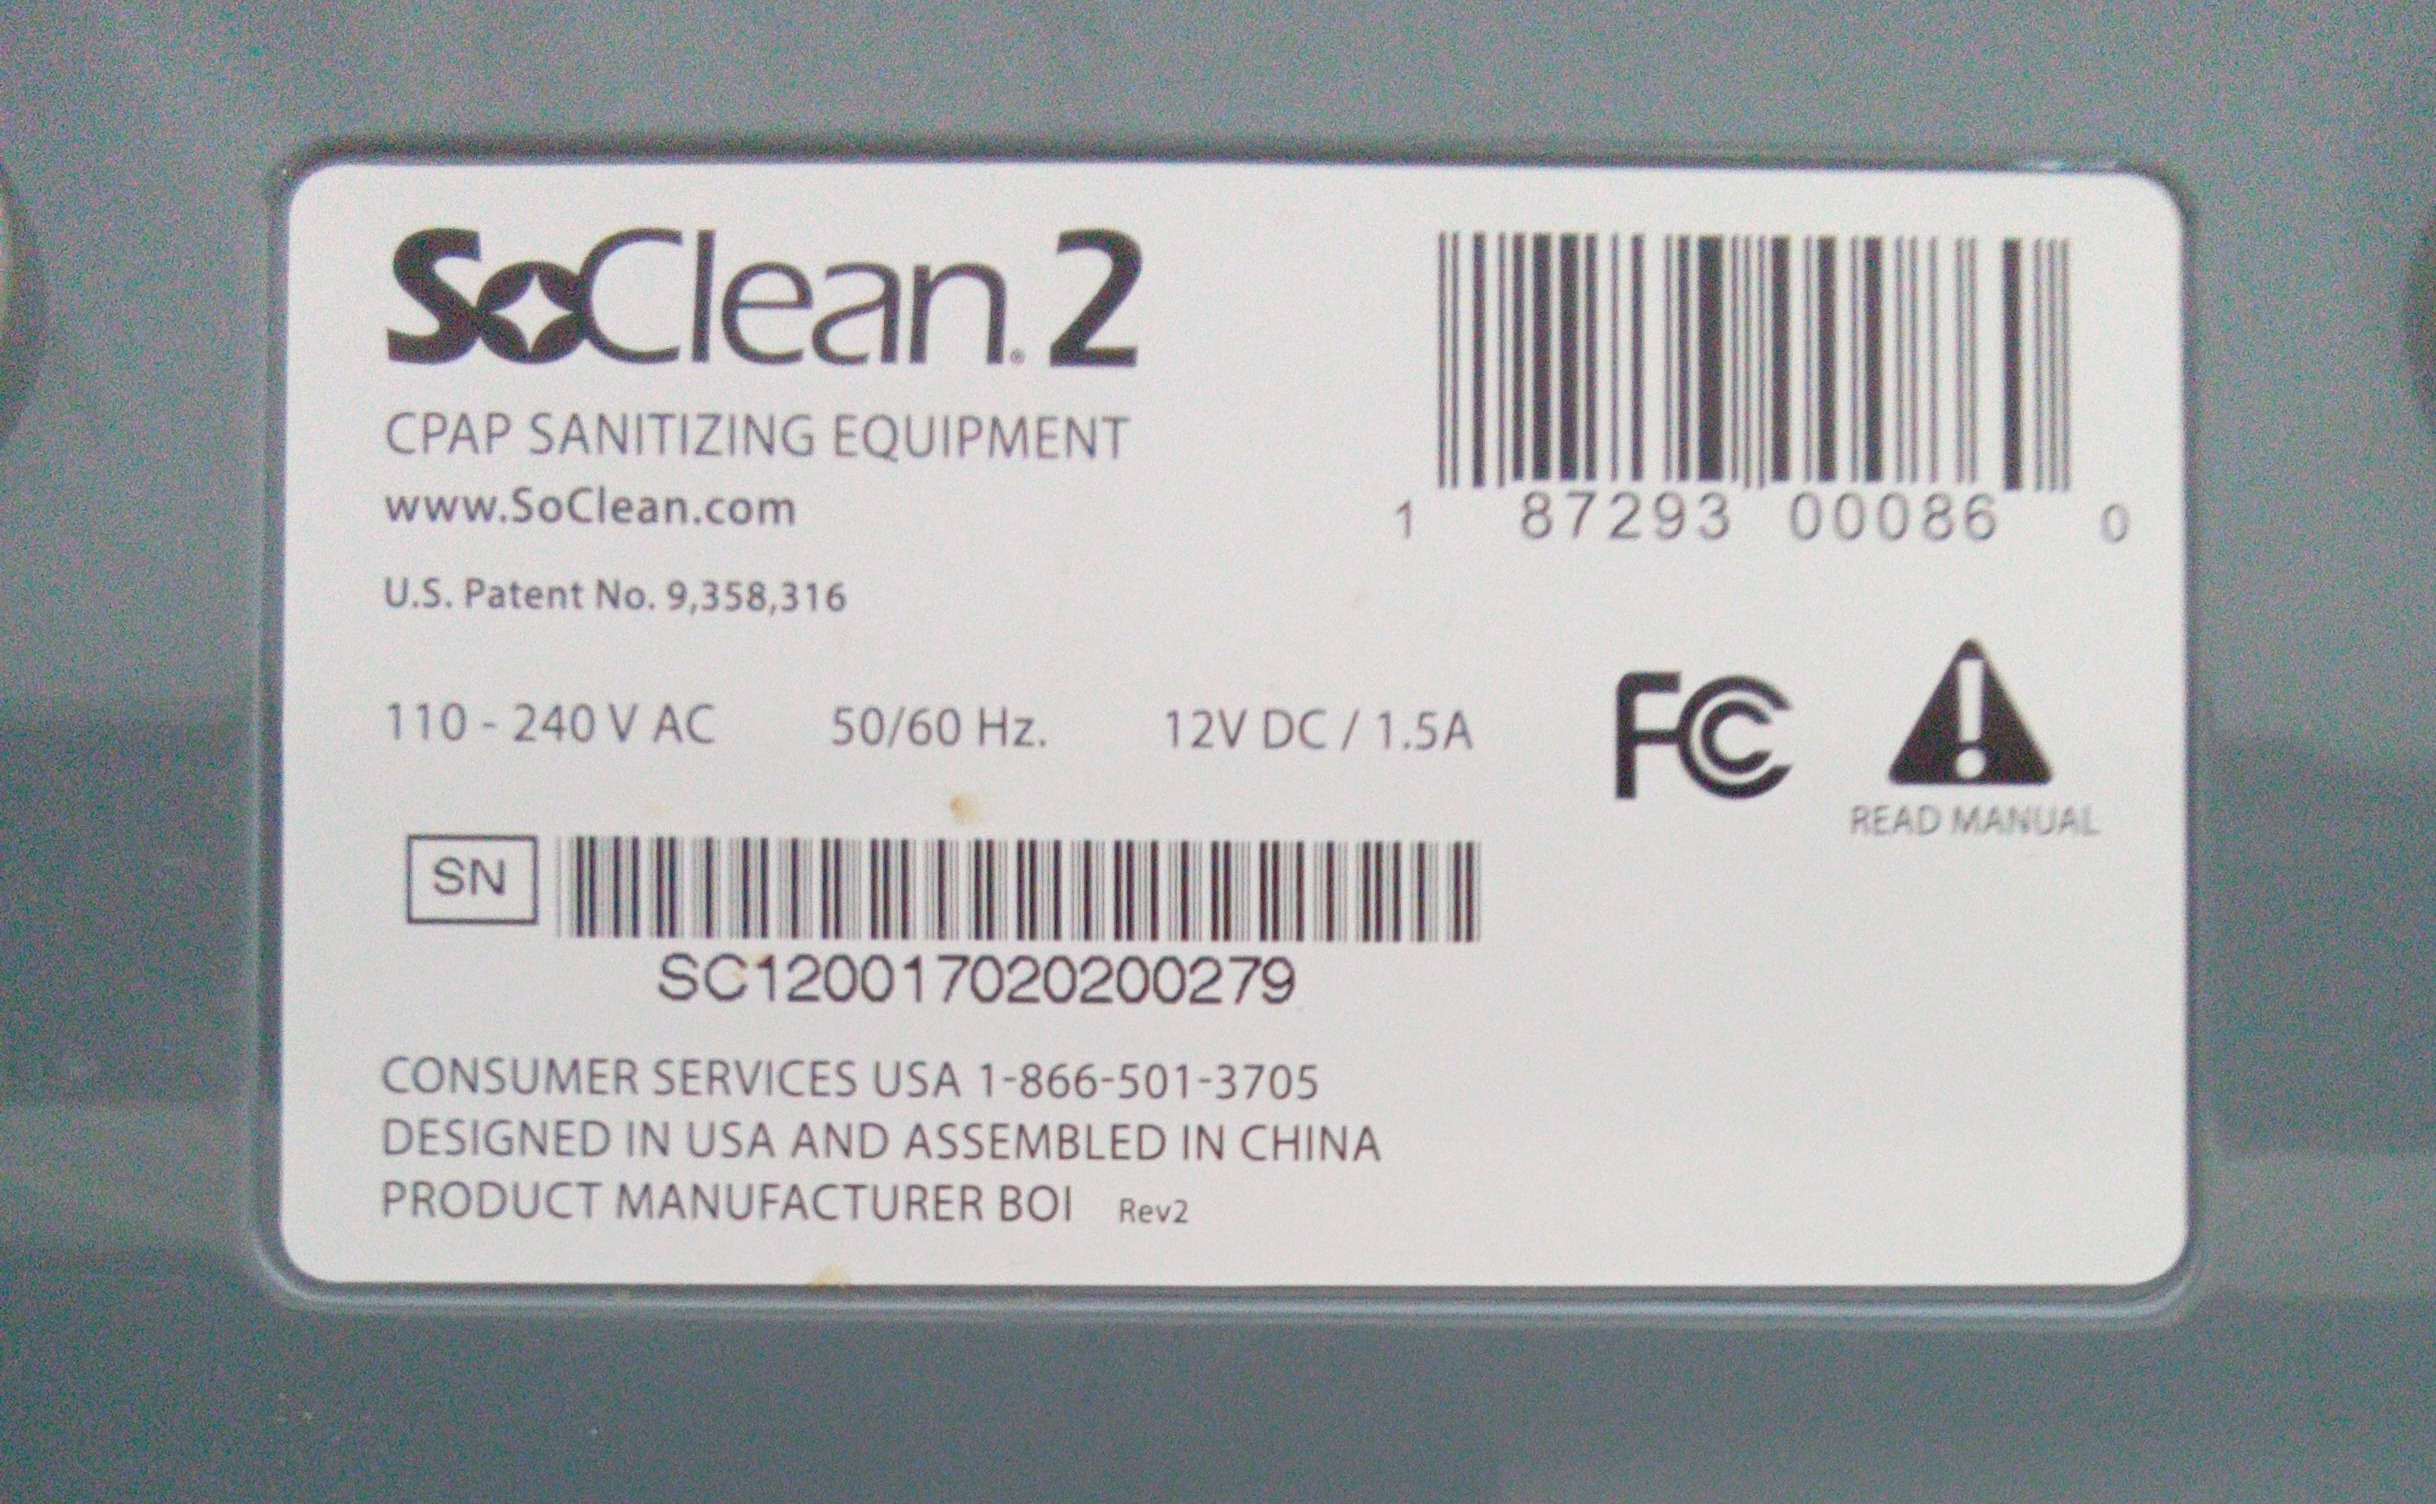 SoClean® 2
CPAP SANITIZING EQUIPMENT
www.SoClean.com
U.S. Patent No. 9,358,316
1 87293 00086 0
110 - 240 V AC 50/60 Hz. 12V DC / 1.5A
FC
READ MANUAL
SN
SC120017020200279
CONSUMER SERVICES USA 1-866-501-3705
DESIGNED IN USA AND ASSEMBLED IN CHINA
PRODUCT MANUFACTURER BOI Rev2